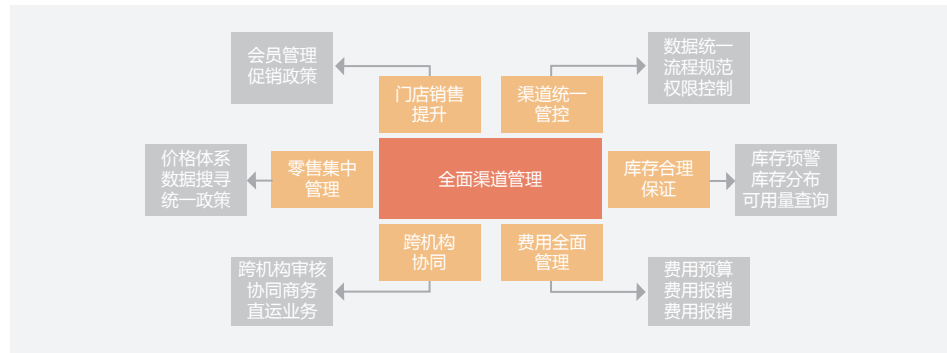 会员管理
促销政策
门店销售
提升
渠道统一
管控
数据统一
流程规范
权限控制
价格体系
数据搜寻
统一政策
零售集中
管理
全面渠道管理
库存合理
保证
库存预警
库存分布
可用量查询
跨机构审核
协同商务
直运业务
跨机构
协同
费用全面
管理
费用预算
费用报销
费用报销